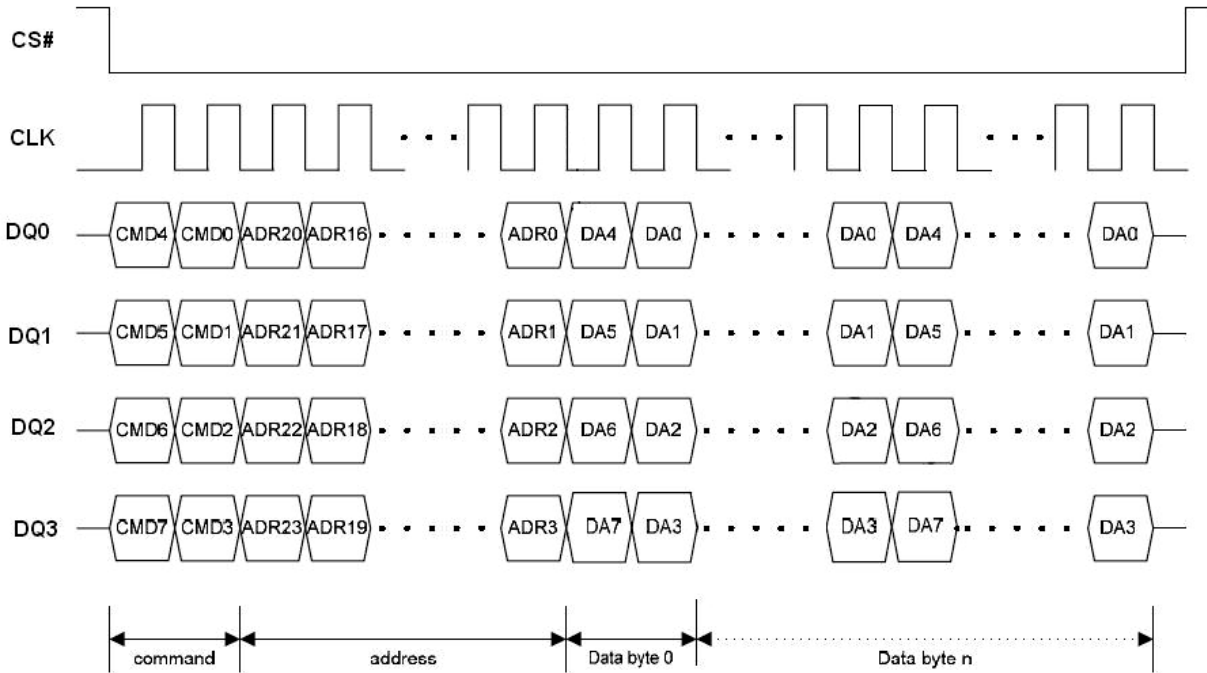 CS#
CLK
DQ0 CMD4 CMD0 ADR20 ADR16 ADR0 DA4 DA0 DA0 DA4 DA0
DQ1 CMD5 CMD1 ADR21 ADR17 ADR1 DA5 DA1 DA1 DA5 DA1
DQ2 CMD6 CMD2 ADR22 ADR18 ADR2 DA6 DA2 DA2 DA6 DA2
DQ3 CMD7 CMD3 ADR23 ADR19 ADR3 DA7 DA3 DA3 DA7 DA3
command address Data byte 0 Data byte n